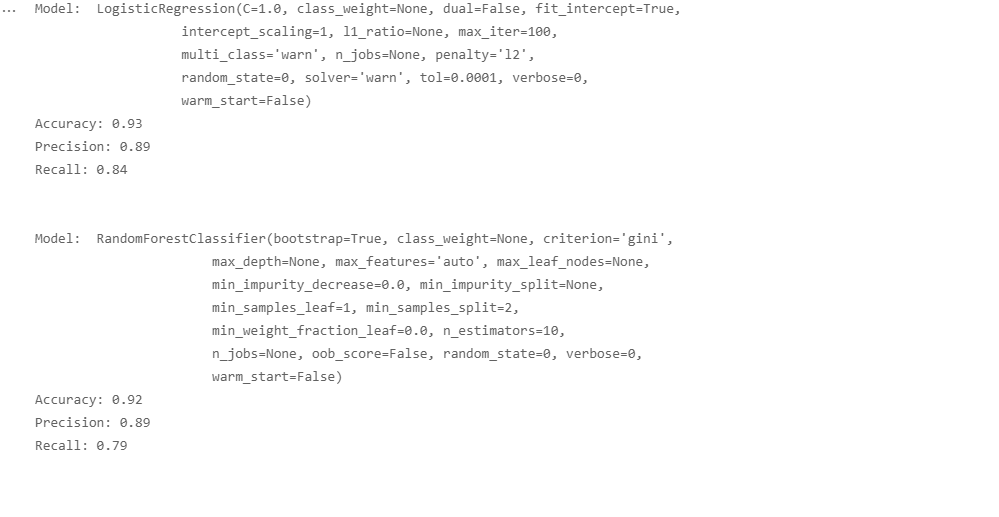 ... Model:  LogisticRegression(C=1.0, class_weight=None, dual=False, fit_intercept=True,
intercept_scaling=1, l1_ratio=None, max_iter=100,
multi_class='warn', n_jobs=None, penalty='l2',
random_state=0, solver='warn', tol=0.0001, verbose=0,
warm_start=False)
Accuracy: 0.93
Precision: 0.89
Recall: 0.84
Model:  RandomForestClassifier(bootstrap=True, class_weight=None, criterion='gini',
max_depth=None, max_features='auto', max_leaf_nodes=None,
min_impurity_decrease=0.0, min_impurity_split=None,
min_samples_leaf=1, min_samples_split=2,
min_weight_fraction_leaf=0.0, n_estimators=10,
n_jobs=None, oob_score=False, random_state=0, verbose=0,
warm_start=False)
Accuracy: 0.92
Precision: 0.89
Recall: 0.79